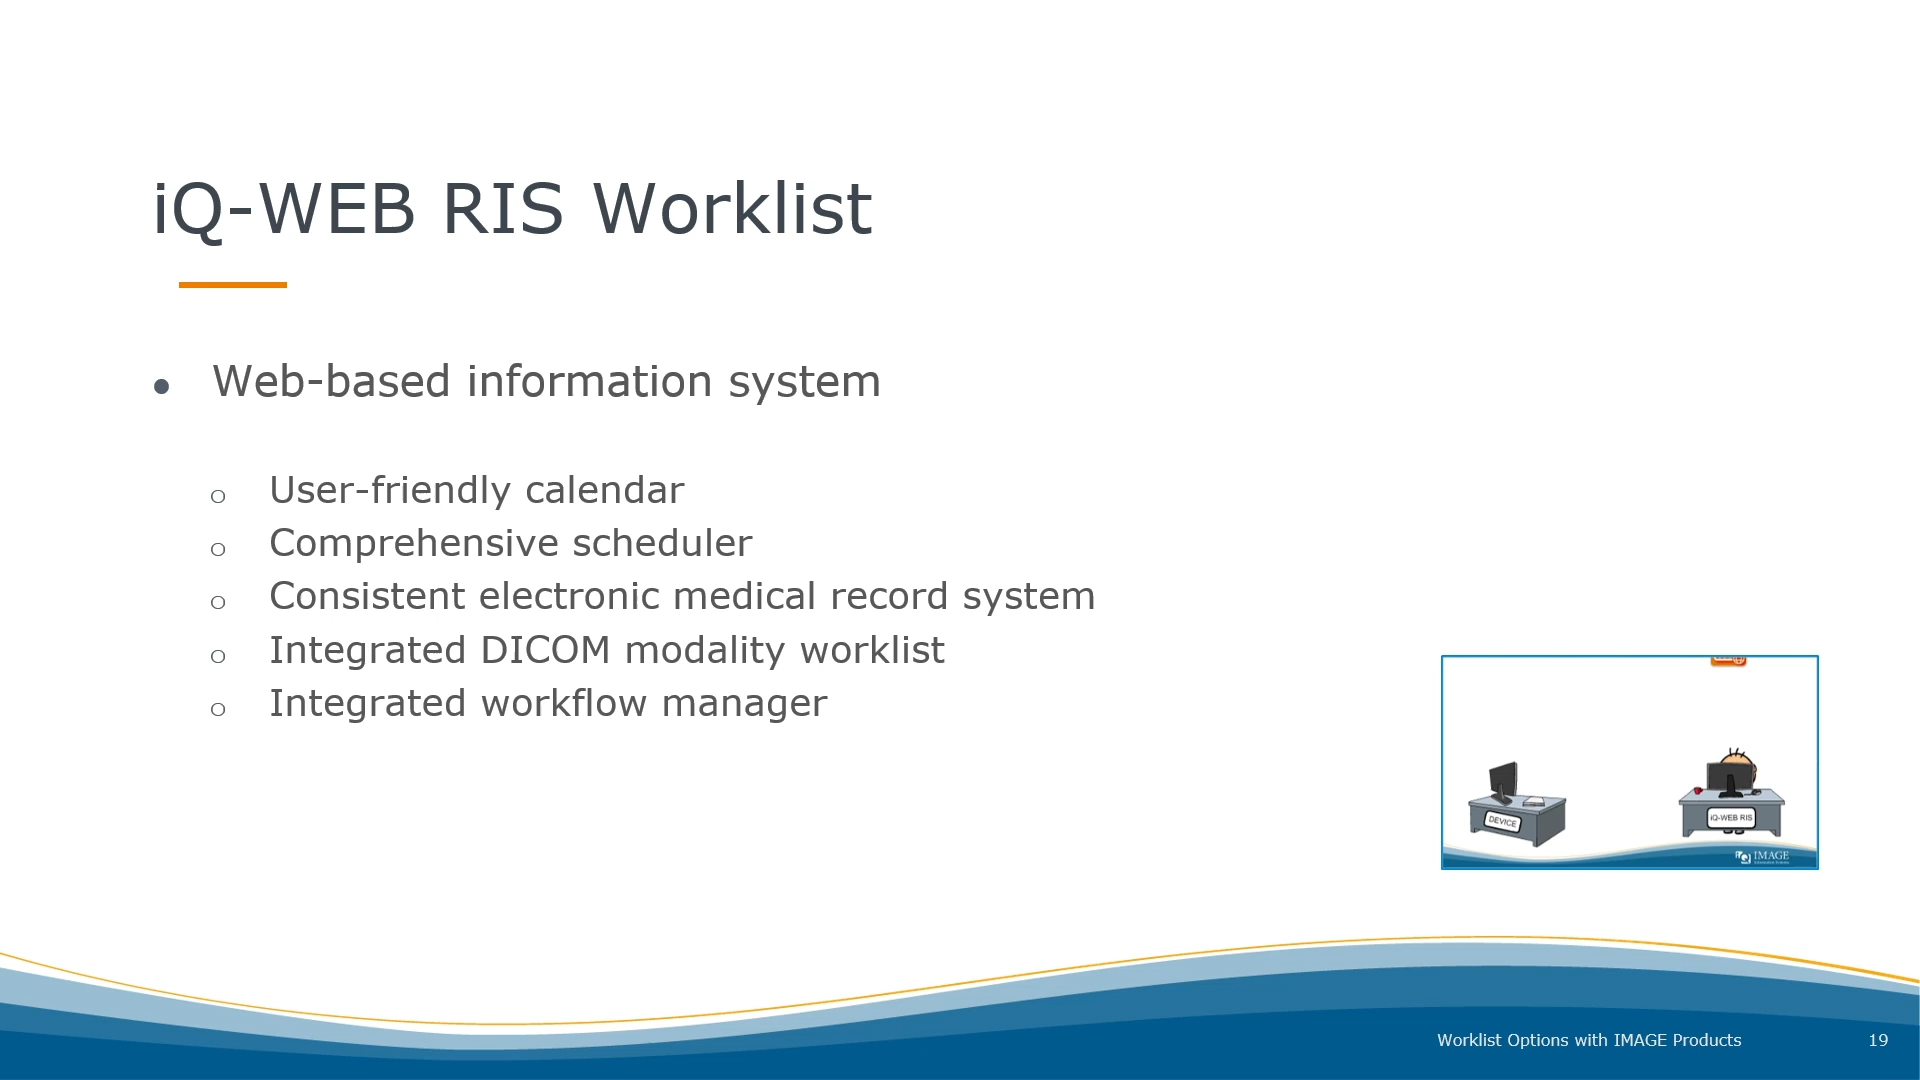 iQ-WEB RIS Worklist
● Web-based information system
o User-friendly calendar
o Comprehensive scheduler
o Consistent electronic medical record system
o Integrated DICOM modality worklist
o Integrated workflow manager
DEVICE
iQ-WEB RIS
IMAGE
Worklist Options with IMAGE Products
19